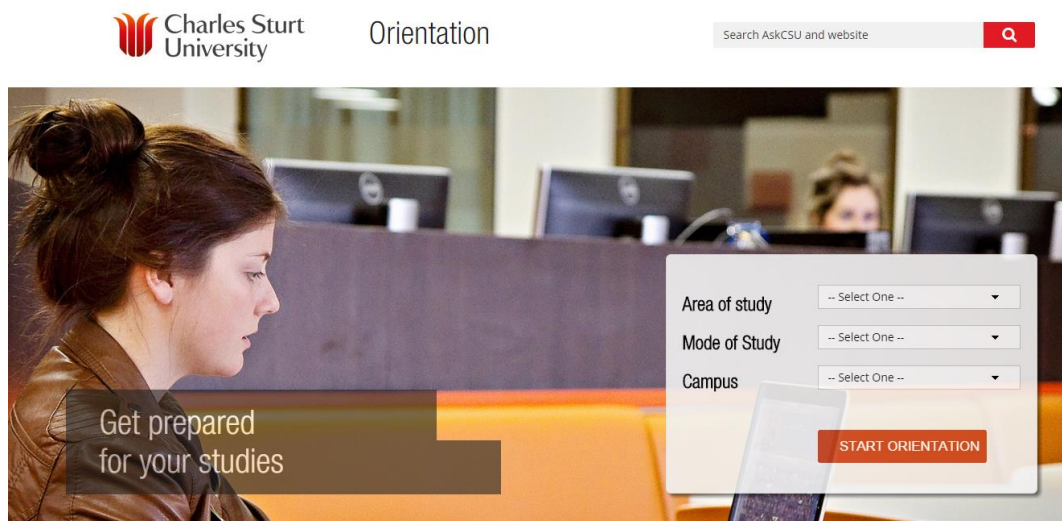 Charles Sturt
University
Orientation
Search AskCSU and website
Area of study
-- Select One --
Mode of Study
-- Select One --
Campus
-- Select One --
START ORIENTATION
Get prepared
for your studies